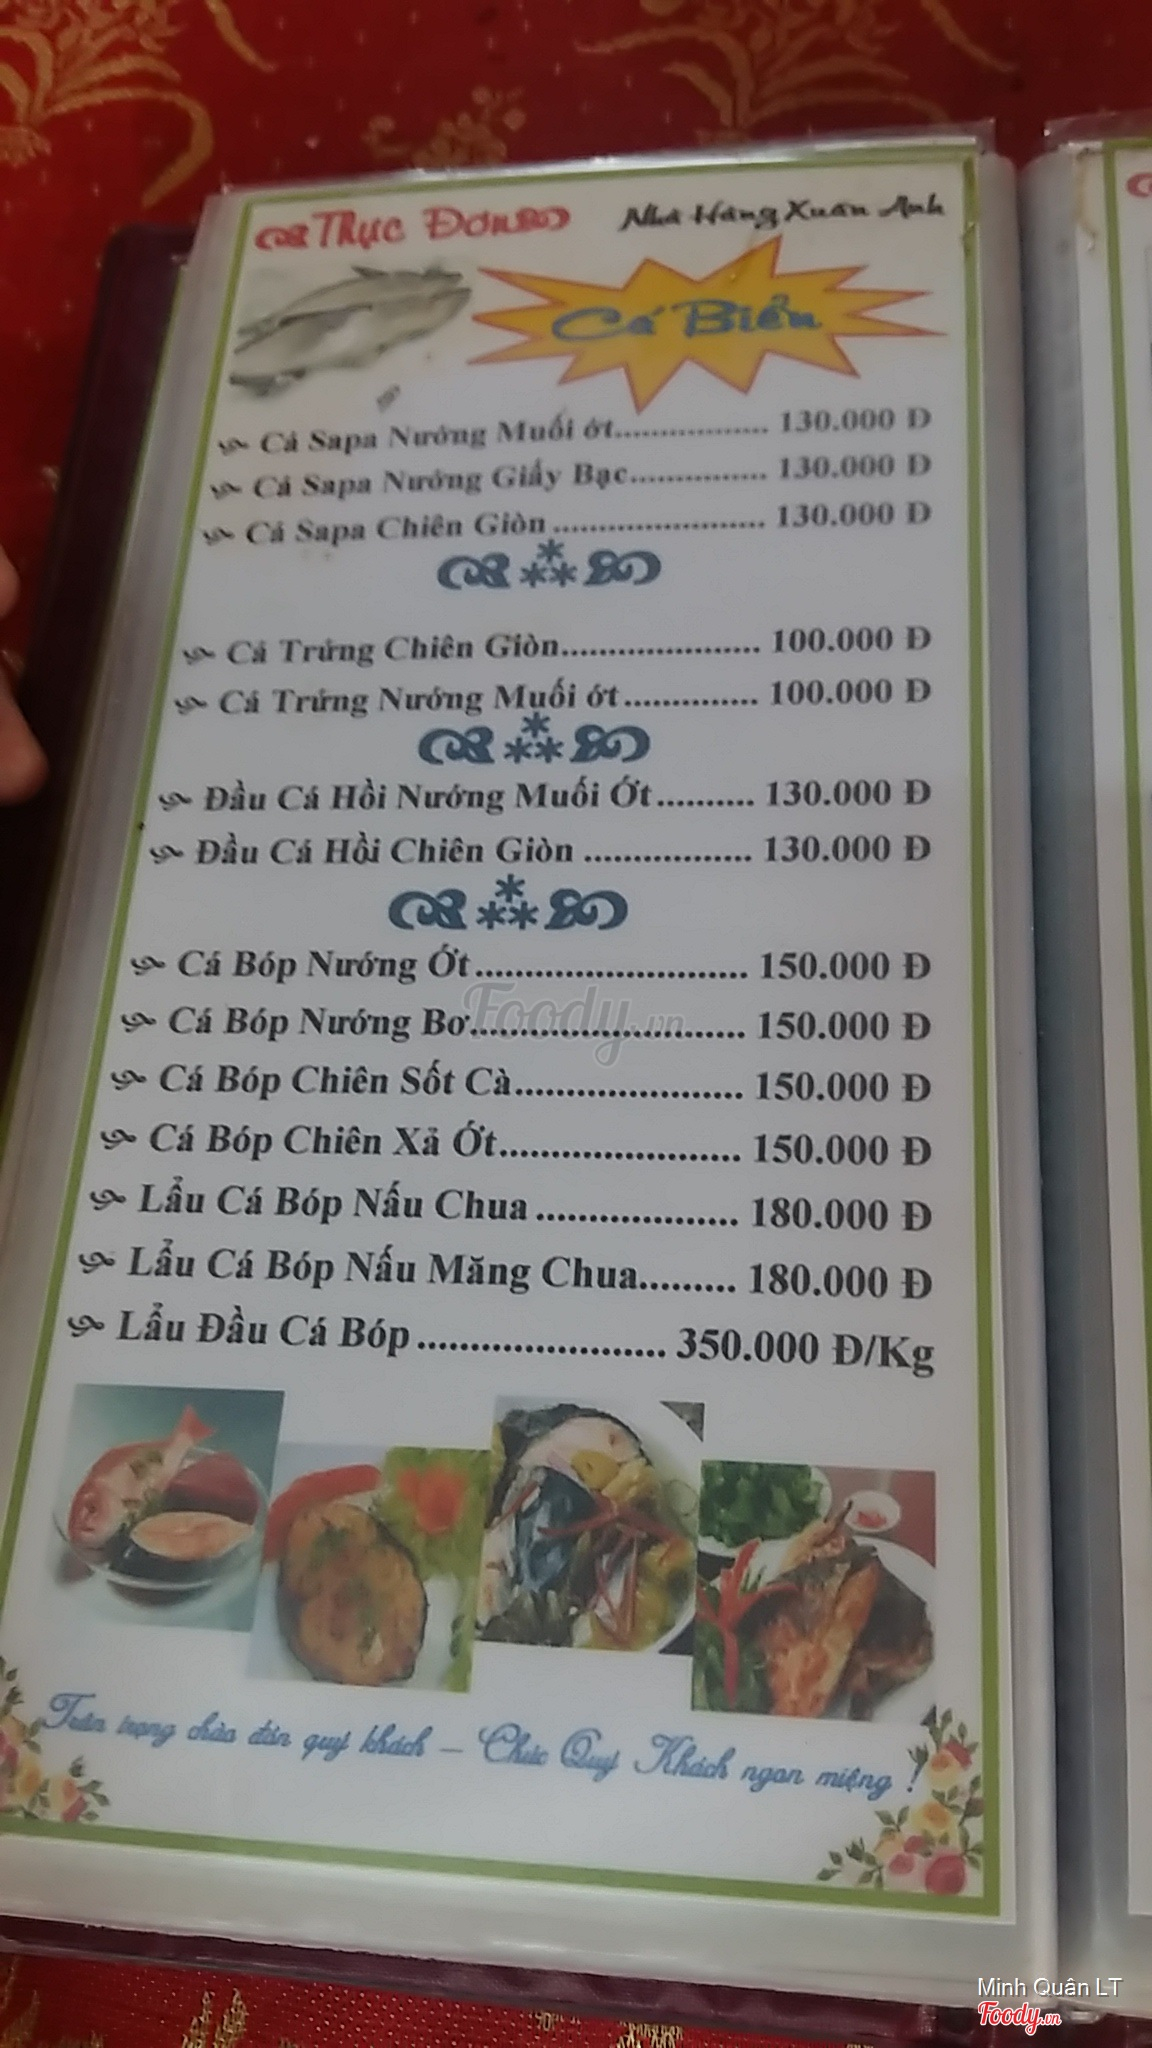 Thực Đơn
Nhà Hàng Xuân Anh
Cá Biển
Cá Sapa Nướng Muối ớt.................. 130.000 Đ
Cá Sapa Nướng Giấy Bạc................ 130.000 Đ
Cá Sapa Chiên Giòn ........................ 130.000 Đ
Cá Trứng Chiên Giòn...................... 100.000 Đ
Cá Trứng Nướng Muối ớt .............. 100.000 Đ
Đầu Cá Hồi Nướng Muối Ớt.......... 130.000 Đ
Đầu Cá Hồi Chiên Giòn .................. 130.000 Đ
Cá Bóp Nướng Ớt........................... 150.000 Đ
Cá Bóp Nướng Bơ........................... 150.000 Đ
Cá Bóp Chiên Sốt Cà....................... 150.000 Đ
Cá Bóp Chiên Xả Ớt........................ 150.000 Đ
Lẩu Cá Bóp Nấu Chua .................... 180.000 Đ
Lẩu Cá Bóp Nấu Măng Chua......... 180.000 Đ
Lẩu Đầu Cá Bóp ........................ 350.000 Đ/Kg
Trân trọng chào đón quý khách – Chúc Quý Khách ngon miệng !
Foody.vn
Minh Quân LT
Foody.vn